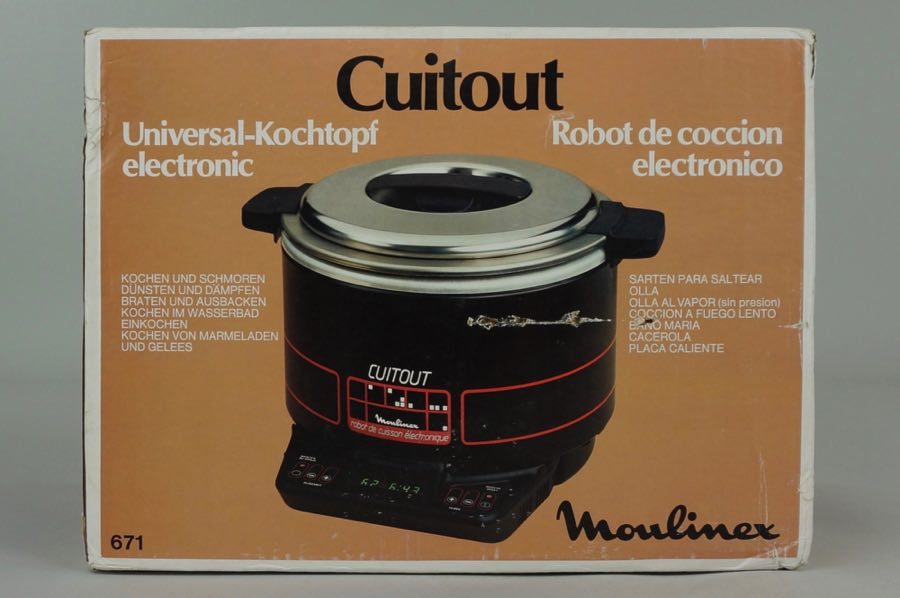 Cuitout
Universal-Kochtopf
electronic
Robot de coccion
electronico
KOCHEN UND SCHMOREN
DÜNSTEN UND DÄMPFEN
BRATEN UND AUSBACKEN
KOCHEN IM WASSERBAD
EINKOCHEN
KOCHEN VON MARMELADEN
UND GELEES
SARTEN PARA SALTEAR
OLLA
OLLA AL VAPOR (sin presion)
COCCION A FUEGO LENTO
BAÑO MARIA
CACEROLA
PLACA CALIENTE
CUITOUT
Moulinex
robot de cuisson électronique
Moulinex
671